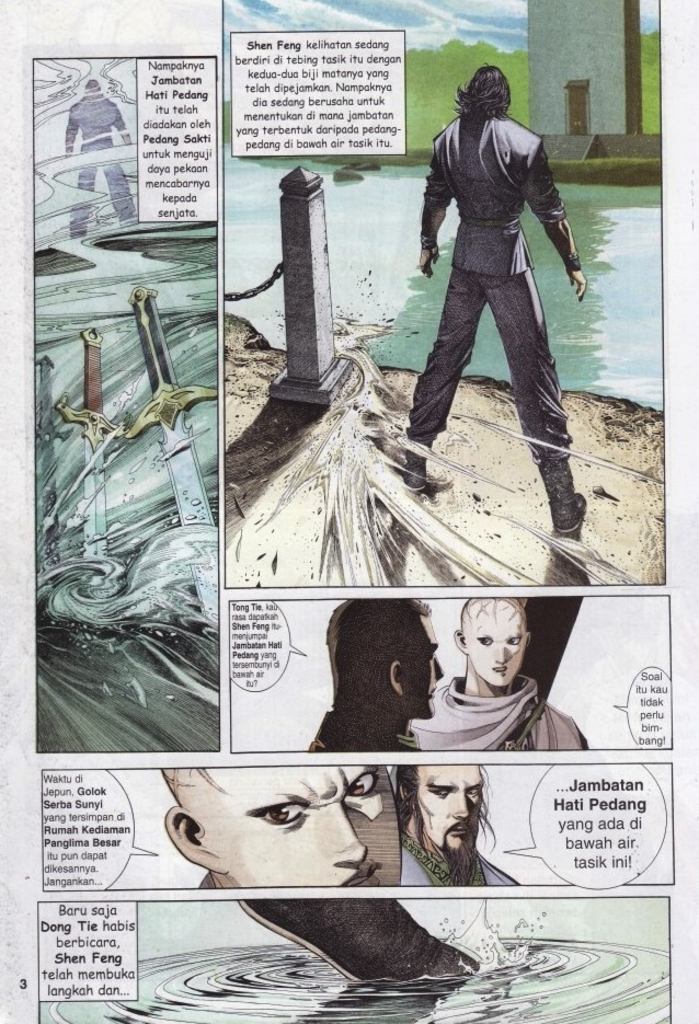 Nampaknya
Jambatan
Hati Pedang
itu telah
diadakan oleh
Pedang Sakti
untuk menguji
daya pekaan
mencabarnya
kepada
senjata.
Shen Feng kelihatan sedang
berdiri di tebing tasik itu dengan
kedua-dua biji matanya yang
telah dipejamkan. Nampaknya
dia sedang berusaha untuk
menentukan di mana jambatan
yang terbentuk daripada pedang-
pedang di bawah air tasik itu.
Tong Tie, kau
rasa dapatkah
Shen Feng itu-
menjumpai
Jambatan Hati
Pedang yang
tersembunyi di
bawah air
itu?
Soal
itu kau
tidak
perlu
bim-
bang!
Waktu di
Jepun, Golok
Serba Sunyi
yang tersimpan di
Rumah Kediaman
Panglima Besar
itu pun dapat
dikesannya.
Jangankan...
...Jambatan
Hati Pedang
yang ada di
bawah air
tasik ini!
Baru saja
Dong Tie habis
berbicara,
Shen Feng
telah membuka
langkah dan...
3